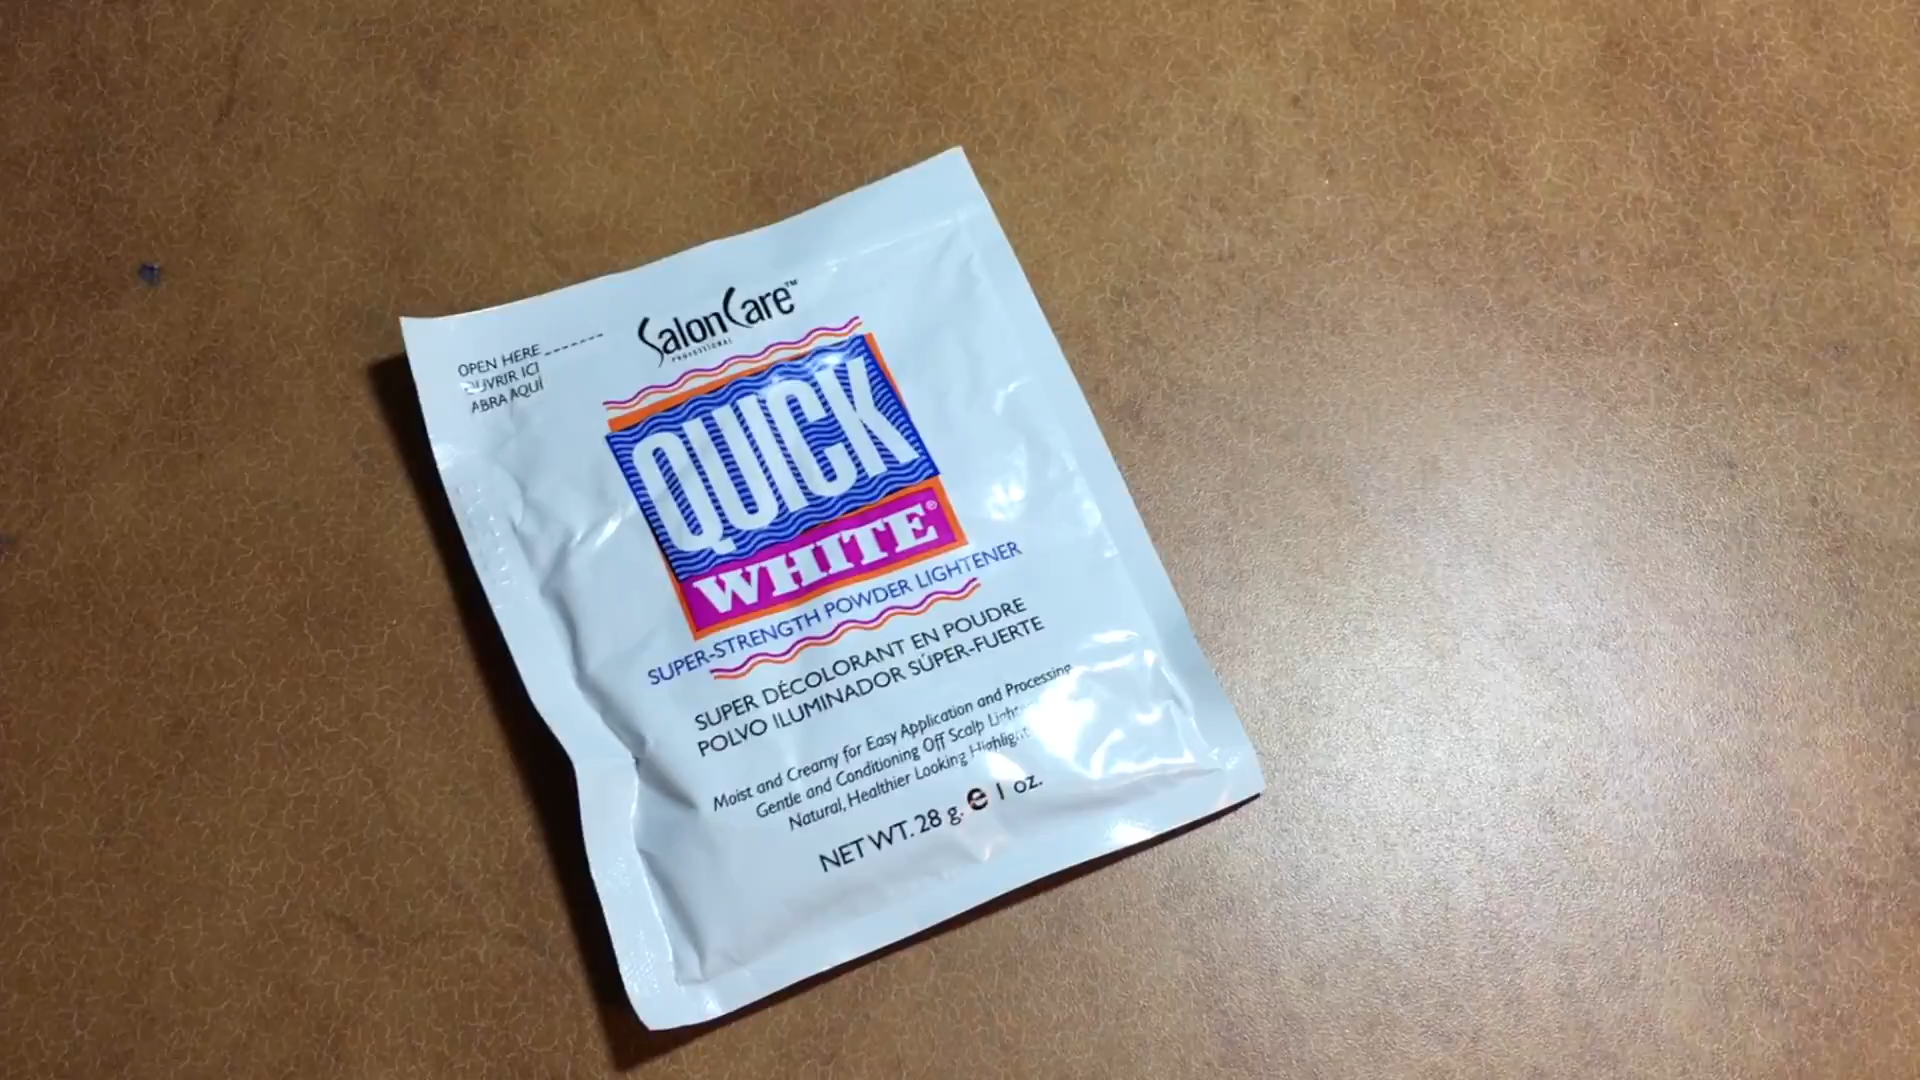 SalonCare™
PROFESSIONAL
OPEN HERE
OUVRIR ICI
ABRA AQUÍ
QUICK
WHITE®
SUPER-STRENGTH POWDER LIGHTENER
SUPER DÉCOLORANT EN POUDRE
POLVO ILUMINADOR SÚPER-FUERTE
Moist and Creamy for Easy Application and Processing
Gentle and Conditioning Off Scalp
Natural, Healthier Looking
NET WT. 28 g. e 1 oz.